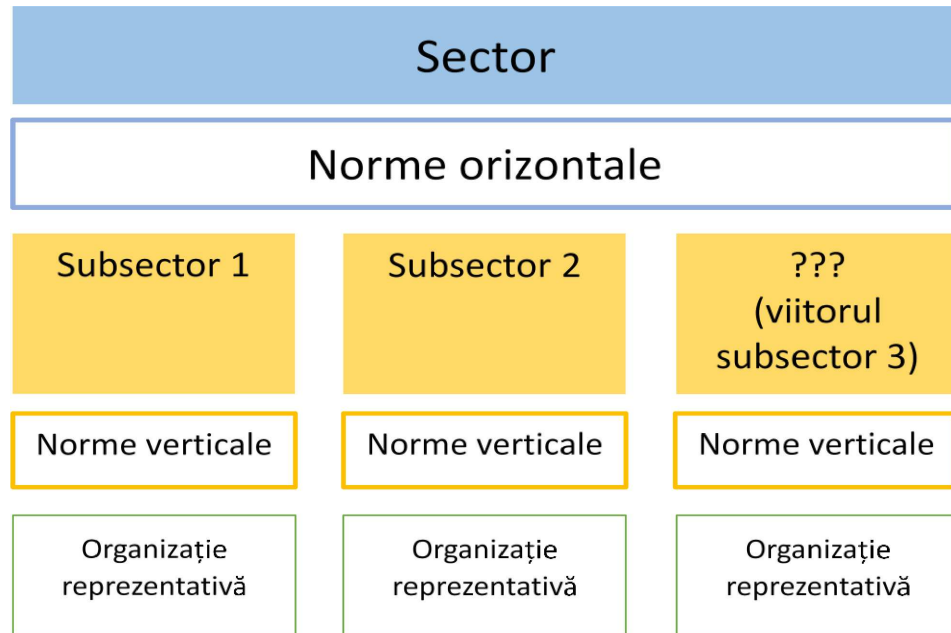 Sector
Norme orizontale
Subsector 1
Subsector 2
???
(viitorul
subsector 3)
Norme verticale
Norme verticale
Norme verticale
Organizație
reprezentativă
Organizație
reprezentativă
Organizație
reprezentativă